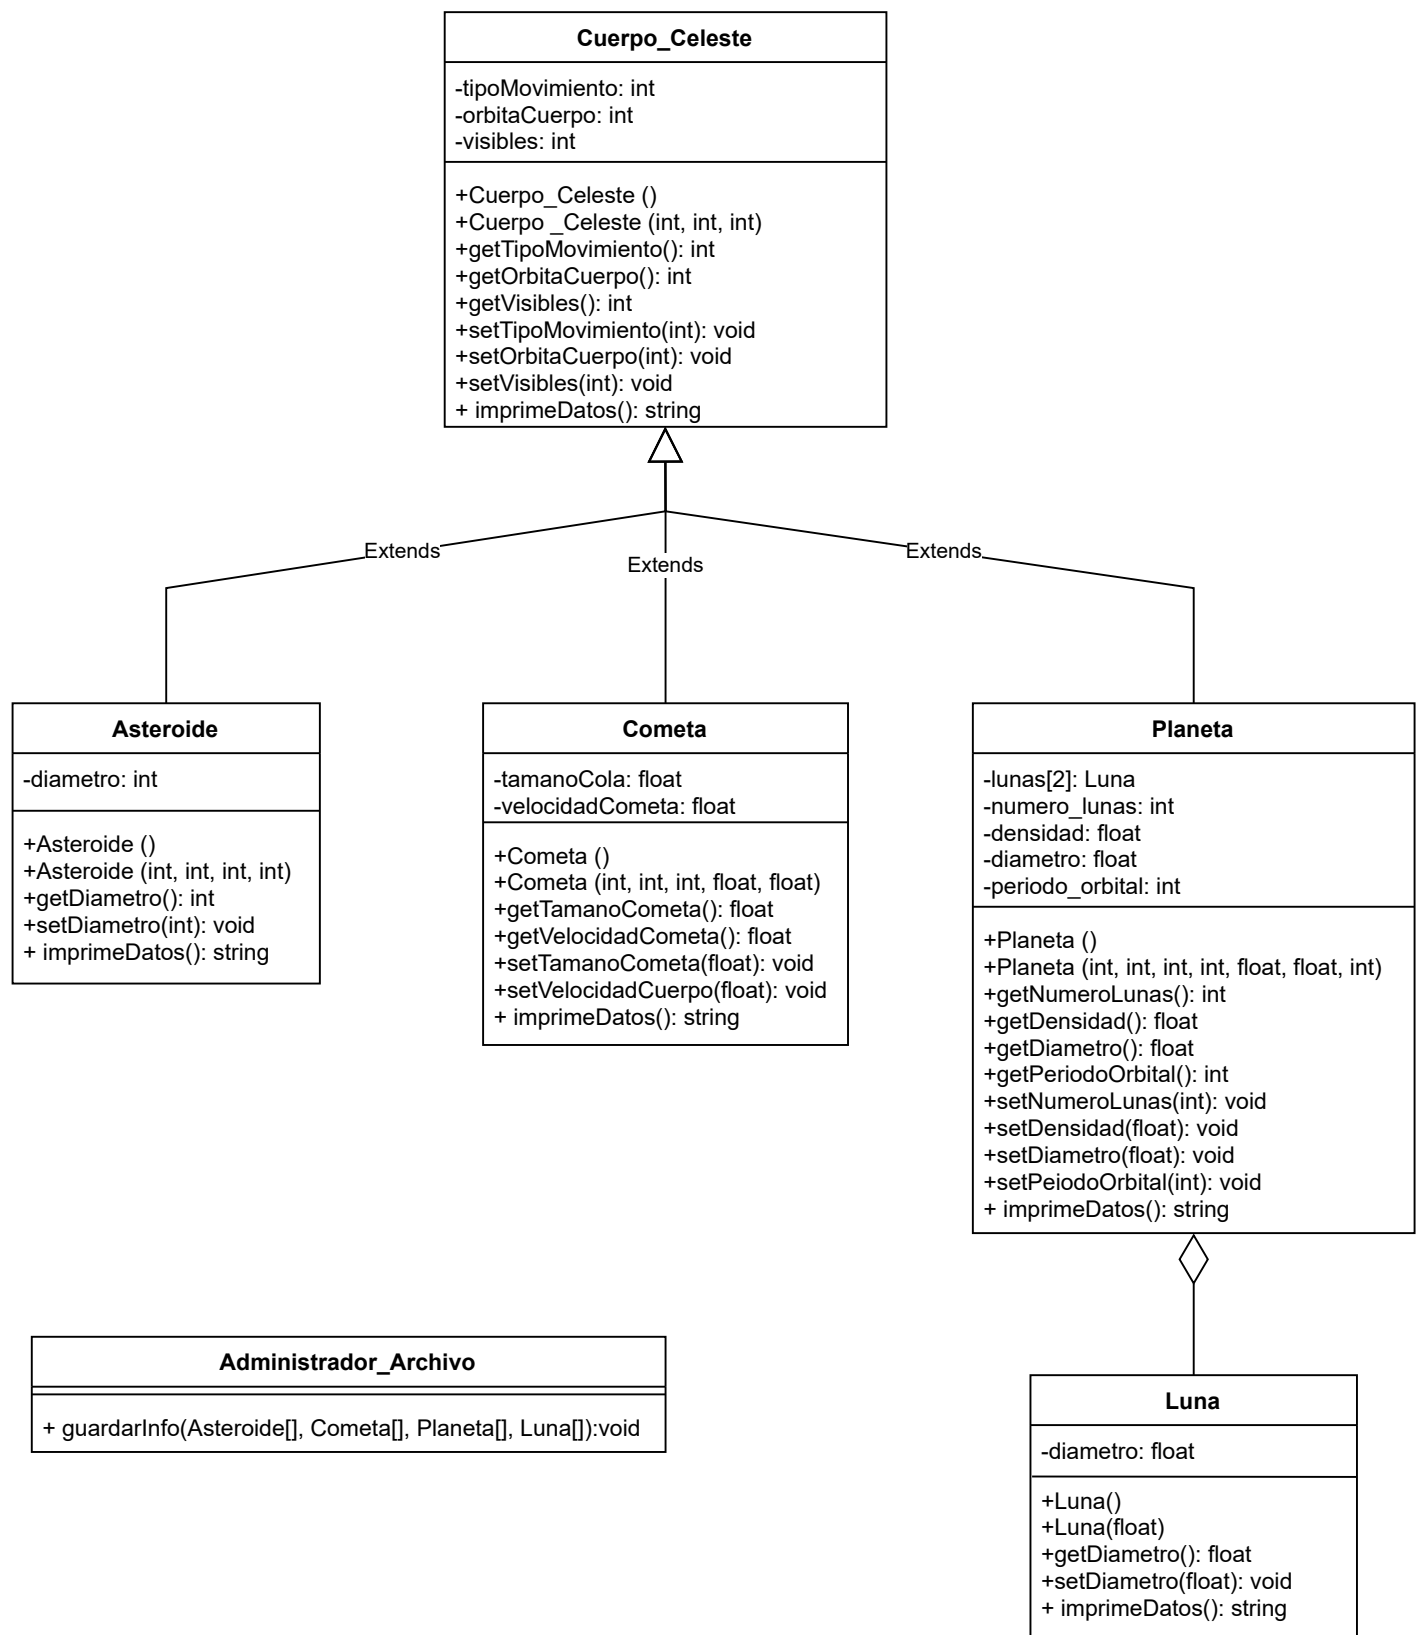 Cuerpo_Celeste
-tipoMovimiento: int
-orbitaCuerpo: int
-visibles: int
+Cuerpo_Celeste ()
+Cuerpo _Celeste (int, int, int)
+getTipoMovimiento(): int
+getOrbitaCuerpo(): int
+getVisibles(): int
+setTipoMovimiento(int): void
+setOrbitaCuerpo(int): void
+setVisibles(int): void
+ imprimeDatos(): string
Extends
Extends
Extends
Asteroide
-diametro: int
+Asteroide ()
+Asteroide (int, int, int, int)
+getDiametro(): int
+setDiametro(int): void
+ imprimeDatos(): string
Cometa
-tamanoCola: float
-velocidadCometa: float
+Cometa ()
+Cometa (int, int, int, float, float)
+getTamanoCometa(): float
+getVelocidadCometa(): float
+setTamanoCometa(float): void
+setVelocidadCuerpo(float): void
+ imprimeDatos(): string
Planeta
-lunas[2]: Luna
-numero_lunas: int
-densidad: float
-diametro: float
-periodo_orbital: int
+Planeta ()
+Planeta (int, int, int, int, float, float, int)
+getNumeroLunas(): int
+getDensidad(): float
+getDiametro(): float
+getPeriodoOrbital(): int
+setNumeroLunas(int): void
+setDensidad(float): void
+setDiametro(float): void
+setPeiodoOrbital(int): void
+ imprimeDatos(): string
Administrador_Archivo
+ guardarInfo(Asteroide[], Cometa[], Planeta[], Luna[]):void
Luna
-diametro: float
+Luna()
+Luna(float)
+getDiametro(): float
+setDiametro(float): void
+ imprimeDatos(): string